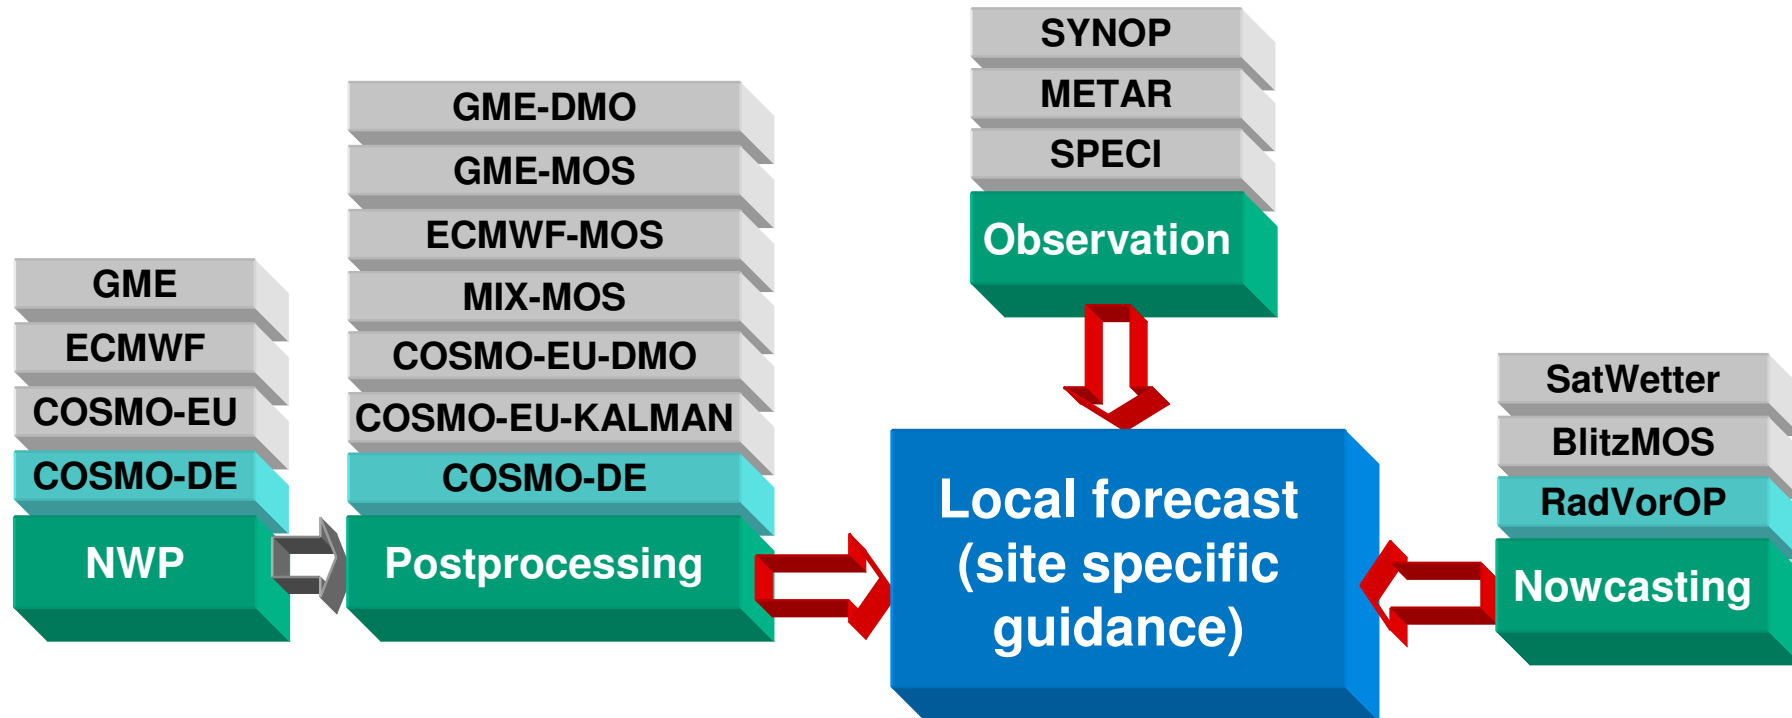 GME
ECMWF
COSMO-EU
COSMO-DE
NWP
GME-DMO
GME-MOS
ECMWF-MOS
MIX-MOS
COSMO-EU-DMO
COSMO-EU-KALMAN
COSMO-DE
Postprocessing
SYNOP
METAR
SPECI
Observation
Local forecast
(site specific
guidance)
SatWetter
BlitzMOS
RadVorOP
Nowcasting